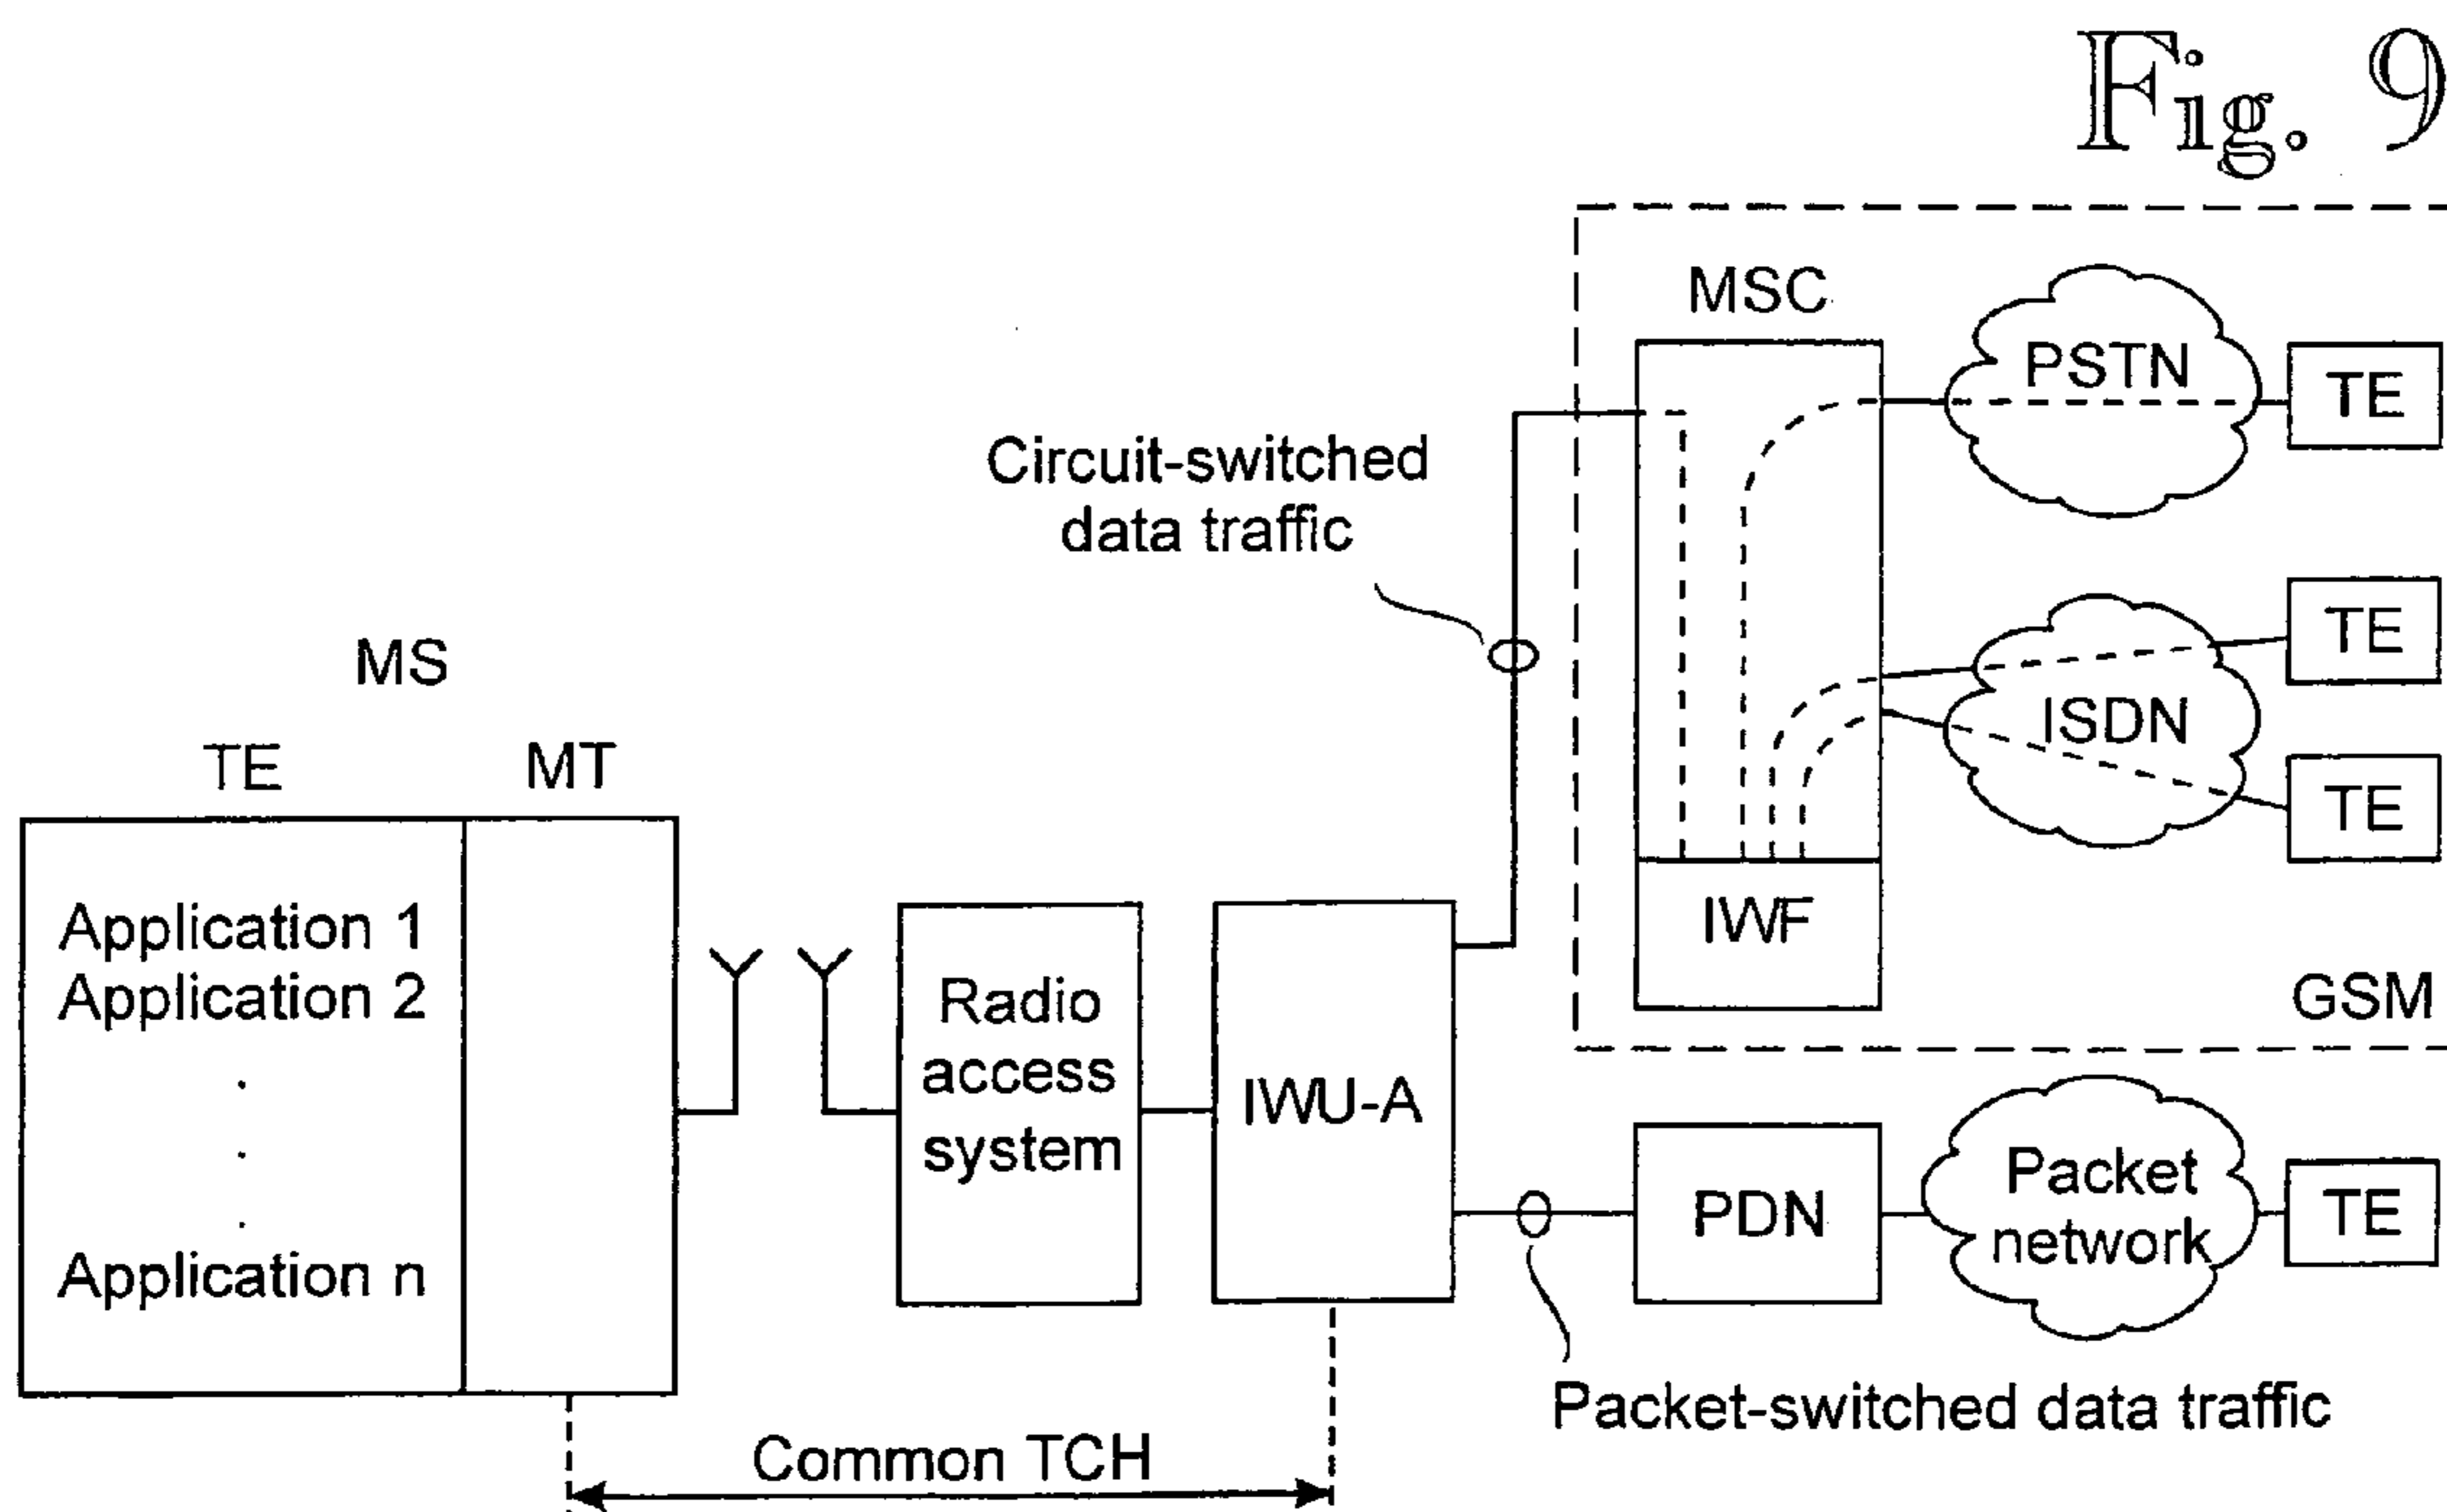 Fig. 9
MSC
PSTN
TE
Circuit-switched
data traffic
TE
MS
ISDN
TE MT
TE
Application 1
Application 2
.
.
.
Application n
Radio
access
system
IWU-A
IWF
GSM
PDN
Packet
network
TE
Packet-switched data traffic
Common TCH